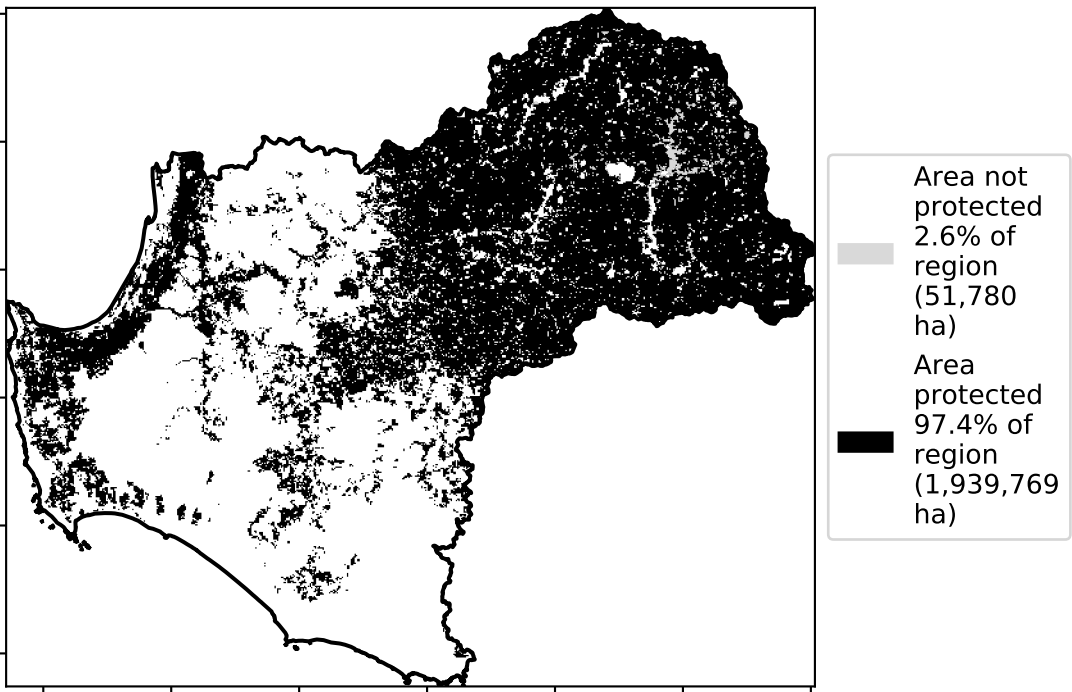 Area not
protected
2.6% of
region
(51,780
ha)
Area
protected
97.4% of
region
(1,939,769
ha)